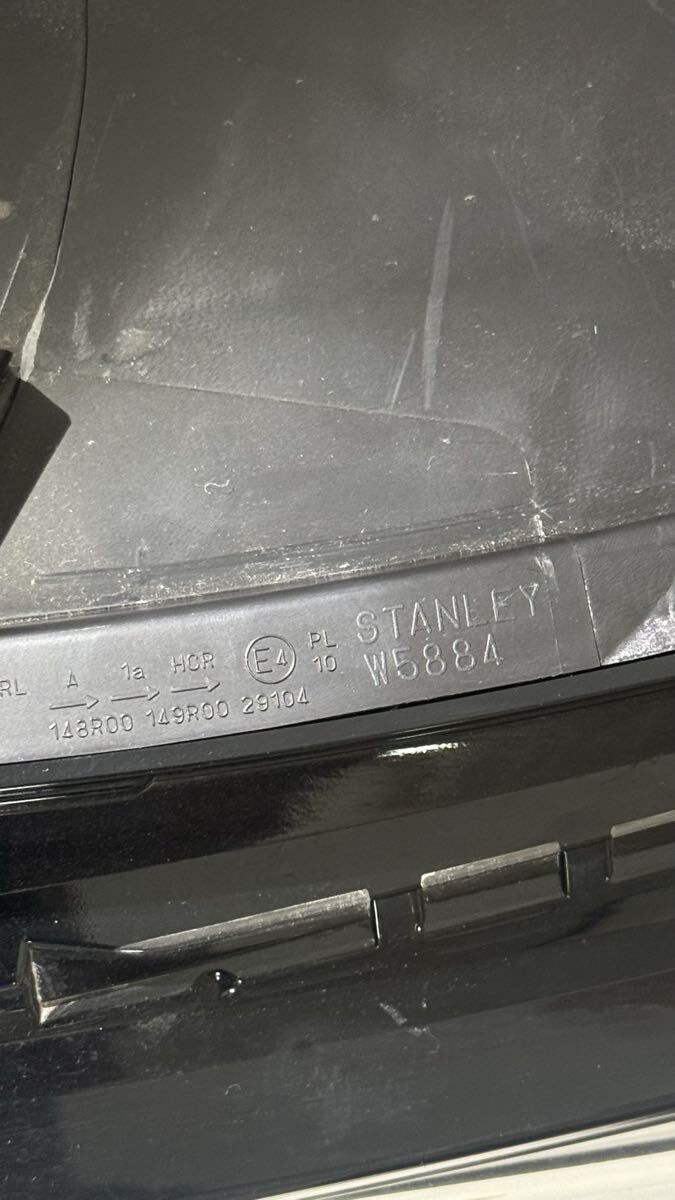 RL A 1a HCR E4 PL 10 STANLEY
148R00 149R00 29104 W5884